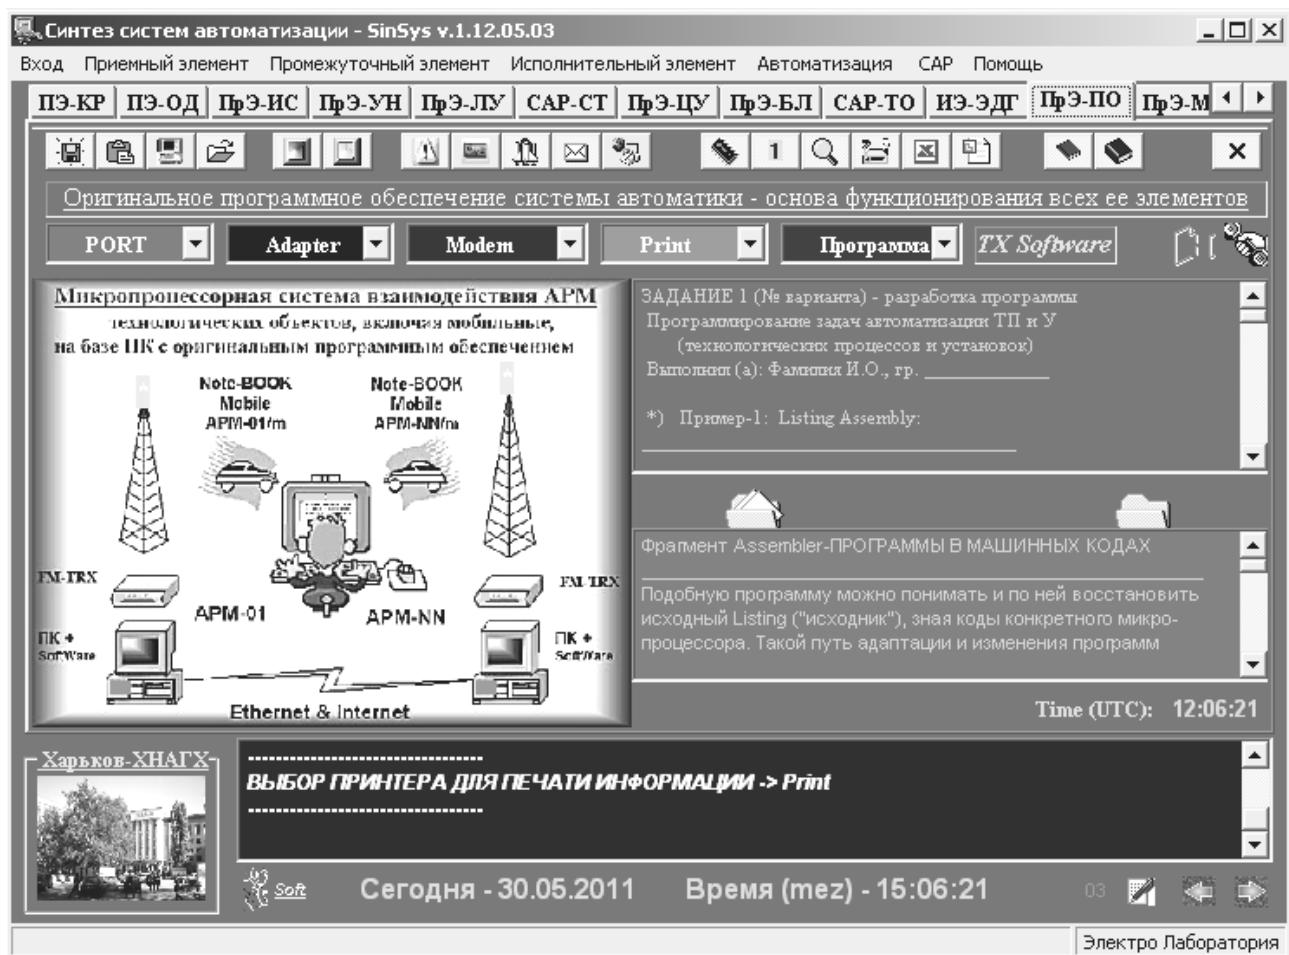 Синтез систем автоматизации - SinSys v.1.12.05.03
Вход Приемный элемент Промежуточный элемент Исполнительный элемент Автоматизация САР Помощь
ПЭ-КР ПЭ-ОД ПрЭ-ИС ПрЭ-УН ПрЭ-ЛУ САР-СТ ПрЭ-ЦУ ПрЭ-БЛ САР-ТО ИЭ-ЭДГ ПрЭ-ПО ПрЭ-М
1
Оригинальное программное обеспечение системы автоматики - основа функционирования всех ее элементов
PORT Adapter Modem Print Программа TX Software
Микропроцессорная система взаимодействия АРМ
технологических объектов, включая мобильные,
на базе ПК с оригинальным программным обеспечением
Note-BOOK Note-BOOK
Mobile Mobile
АРМ-01/m АРМ-NN/m
FM-TRX FM-TRX
АРМ-01 АРМ-NN
ПК + ПК +
SoftWare SoftWare
Ethernet & Internet
ЗАДАНИЕ 1 (№ варианта) - разработка программы
Программирование задач автоматизации ТП и У
(технологических процессов и установок)
Выполнил (а): Фамилия И.О., гр. ____________
*) Пример-1: Listing Assembly:
Фрагмент Assembler-ПРОГРАММЫ В МАШИННЫХ КОДАХ
Подобную программу можно понимать и по ней восстановить
исходный Listing ("исходник"), зная коды конкретного микро-
процессора. Такой путь адаптации и изменения программ
Time (UTC): 12:06:21
Харьков-ХНАГХ
----------------------------------
ВЫБОР ПРИНТЕРА ДЛЯ ПЕЧАТИ ИНФОРМАЦИИ -> Print
----------------------------------
Soft Сегодня - 30.05.2011 Время (mez) - 15:06:21 03
Электро Лаборатория